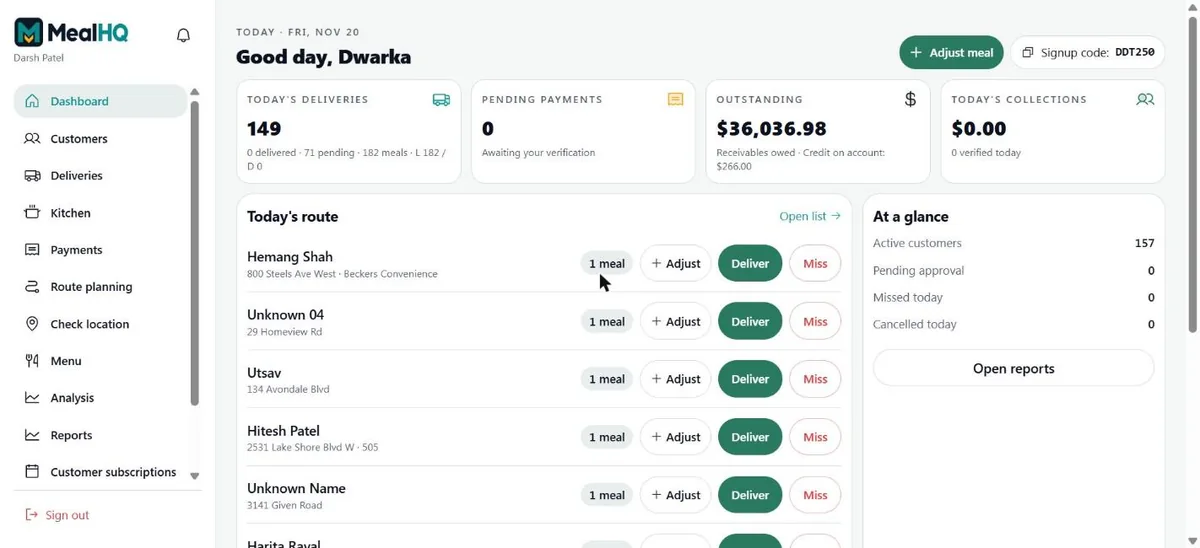 MealHQ
Darsh Patel
Dashboard
Customers
Deliveries
Kitchen
Payments
Route planning
Check location
Menu
Analysis
Reports
Customer subscriptions
Sign out
TODAY · FRI, NOV 20
Good day, Dwarka
+ Adjust meal
Signup code: DDT250
TODAY'S DELIVERIES
149
0 delivered · 71 pending · 182 meals · L 182 /
D 0
PENDING PAYMENTS
0
Awaiting your verification
OUTSTANDING
$
$36,036.98
Receivables owed · Credit on account:
$266.00
TODAY'S COLLECTIONS
$0.00
0 verified today
Today's route
Open list →
Hemang Shah
800 Steels Ave West · Beckers Convenience
1 meal
+ Adjust
Deliver
Miss
Unknown 04
29 Homeview Rd
1 meal
+ Adjust
Deliver
Miss
Utsav
134 Avondale Blvd
1 meal
+ Adjust
Deliver
Miss
Hitesh Patel
2531 Lake Shore Blvd W · 505
1 meal
+ Adjust
Deliver
Miss
Unknown Name
3141 Given Road
1 meal
+ Adjust
Deliver
Miss
Harita Raval
At a glance
Active customers 157
Pending approval 0
Missed today 0
Cancelled today 0
Open reports